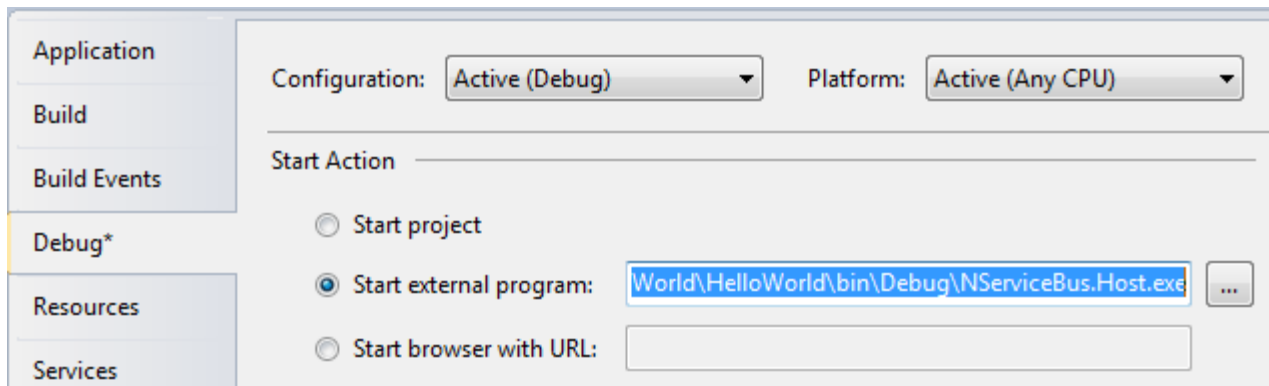 Application
Build
Build Events
Debug*
Resources
Services
Configuration: Active (Debug) Platform: Active (Any CPU)
Start Action
Start project
Start external program: World\HelloWorld\bin\Debug\NServiceBus.Host.exe ...
Start browser with URL: